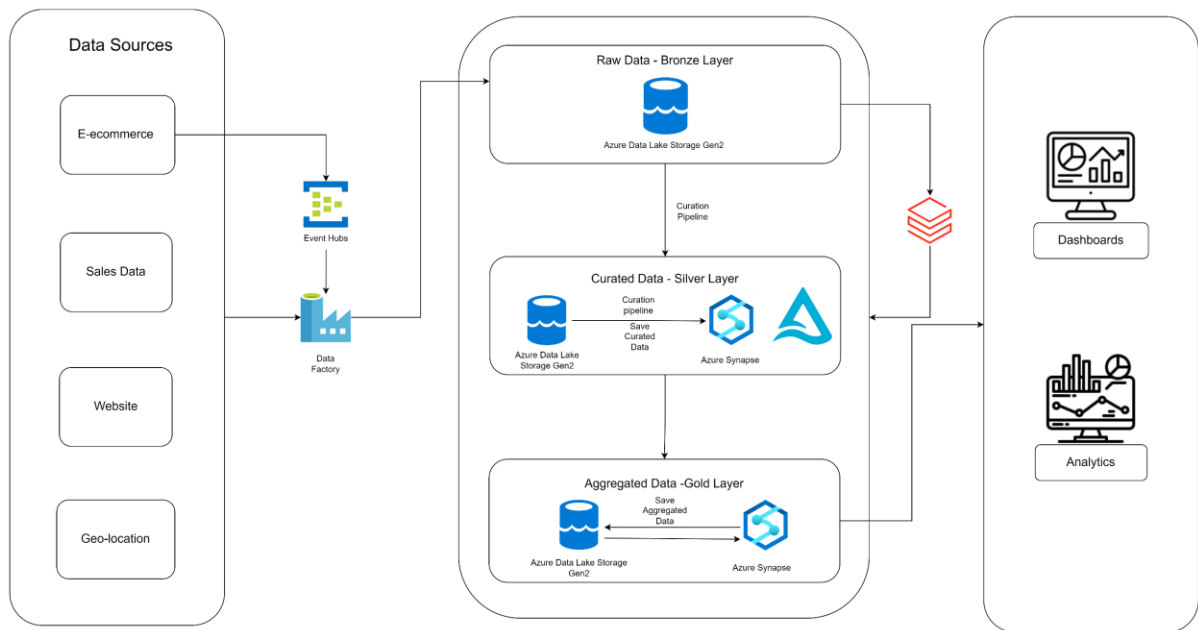 Data Sources
E-ecommerce
Sales Data
Website
Geo-location
Event Hubs
Data
Factory
Raw Data - Bronze Layer
Azure Data Lake Storage Gen2
Curation
Pipeline
Curated Data - Silver Layer
Curation
pipeline
Save
Curated
Data
Azure Data Lake
Storage Gen2
Azure Synapse
Aggregated Data -Gold Layer
Save
Aggregated
Data
Azure Data Lake Storage
Gen2
Azure Synapse
Dashboards
Analytics